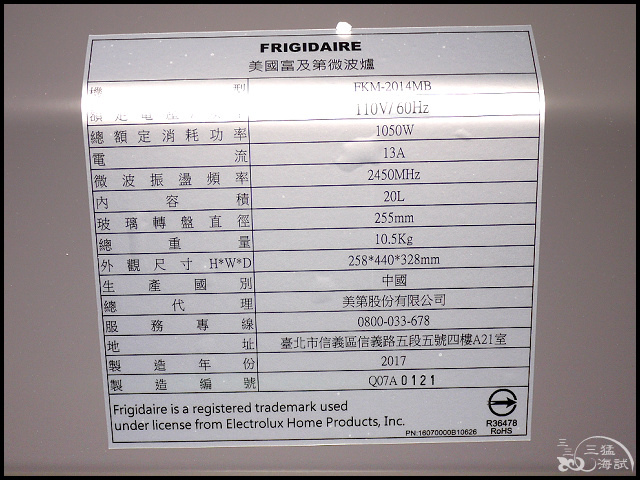 FRIGIDAIRE
美國富及第微波爐
機型 FKM-2014MB
額定電 110V/60Hz
總額定消耗功率 1050W
電流 13A
微波振盪頻率 2450MHz
內容積 20L
玻璃轉盤直徑 255mm
總重量 10.5Kg
外觀尺寸 H*W*D 258*440*328mm
生產國別 中國
總代理 美第股份有限公司
服務專線 0800-033-678
地址 臺北市信義區信義路五段五號四樓A21室
製造年份 2017
製造編號 Q07A0121
Frigidaire is a registered trademark used
under license from Electrolux Home Products, Inc.
R36478
RoHS
PN:16070000B10626
三猛
海試